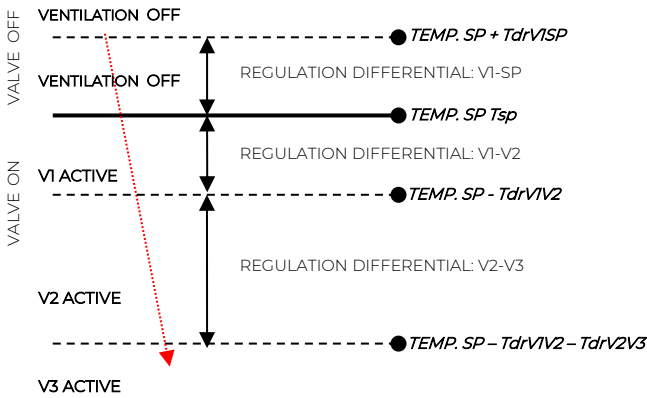 VALVE OFF
VENTILATION OFF
TEMP. SP + TdrV1SP
REGULATION DIFFERENTIAL: V1-SP
VENTILATION OFF
TEMP. SP Tsp
REGULATION DIFFERENTIAL: V1-V2
VALVE ON
V1 ACTIVE
TEMP. SP - TdrV1V2
REGULATION DIFFERENTIAL: V2-V3
V2 ACTIVE
TEMP. SP – TdrV1V2 – TdrV2V3
V3 ACTIVE